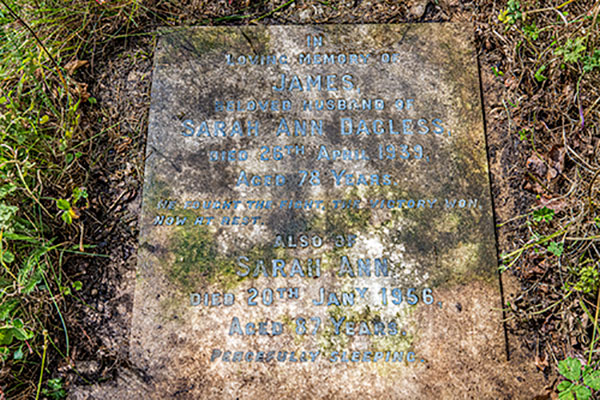 IN
LOVING MEMORY OF
JAMES
BELOVED HUSBAND OF
SARAH ANN DAGLESS.
DIED 26TH APRIL 1939.
AGED 78 YEARS.
HE FOUGHT THE FIGHT, THE VICTORY WON,
NOW AT REST.
ALSO OF
SARAH ANN.
DIED 20TH JANY 1956.
AGED 87 YEARS.
PEACEFULLY SLEEPING.